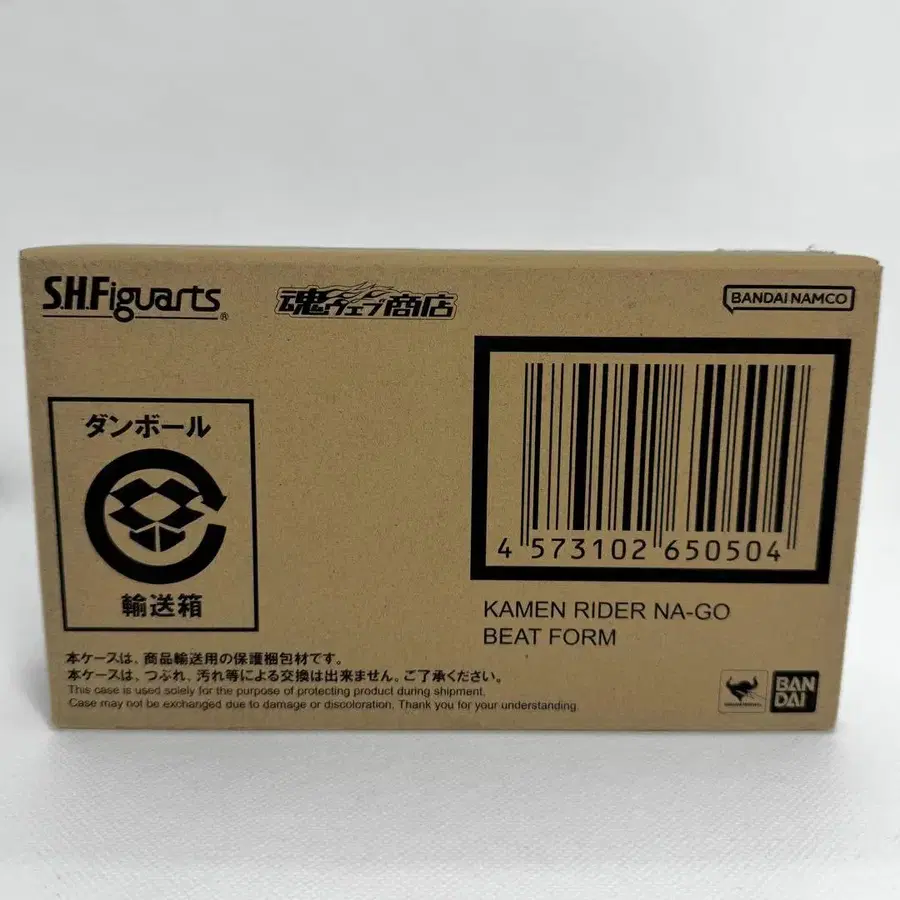 S.H.Figuarts®
魂ウェブ商店
BANDAI NAMCO
ダンボール
輸送箱
4 573102 650504
KAMEN RIDER NA-GO
BEAT FORM
本ケースは、商品輸送用の保護梱包材です。
本ケースは、つぶれ、汚れ等による交換は出来ません。ご了承ください。
This case is used solely for the purpose of protecting product during shipment.
Case may not be exchanged due to damage or discoloration. Thank you for your understanding.
BAN
DAI